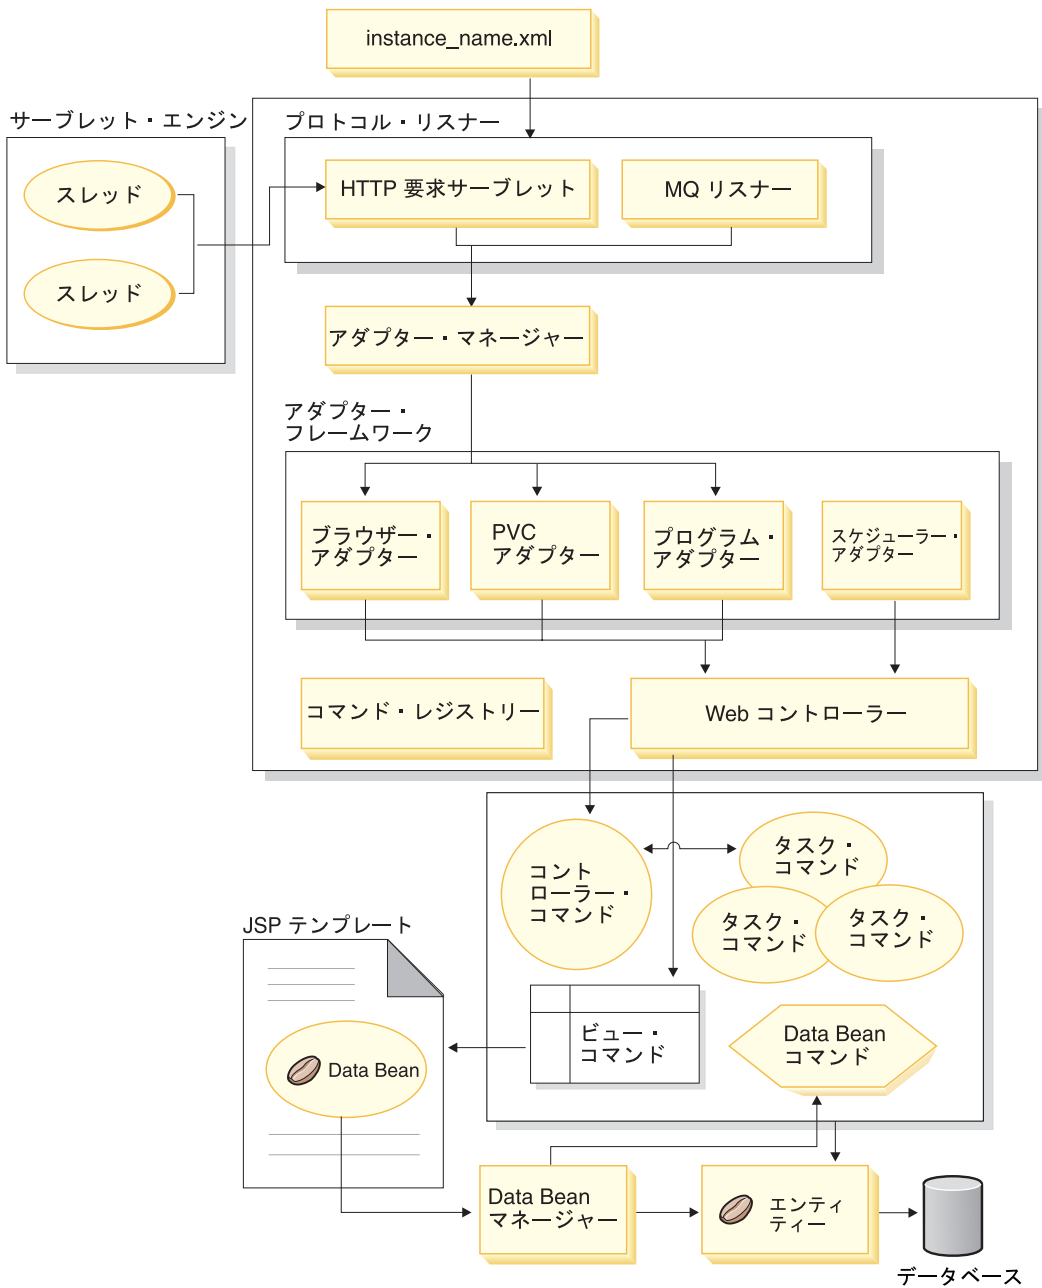 instance_name.xml
サーブレット・エンジン
スレッド
スレッド
プロトコル・リスナー
HTTP 要求サーブレット
MQ リスナー
アダプター・マネージャー
アダプター・
フレームワーク
ブラウザー・
アダプター
PVC
アダプター
プログラム・
アダプター
スケジューラー・
アダプター
コマンド・レジストリー
Web コントローラー
コント
ローラー・
コマンド
タスク・
コマンド
タスク・
コマンド
タスク・
コマンド
JSP テンプレート
Data Bean
ビュー・
コマンド
Data Bean
コマンド
Data Bean
マネージャー
エンティ
ティー
データベース